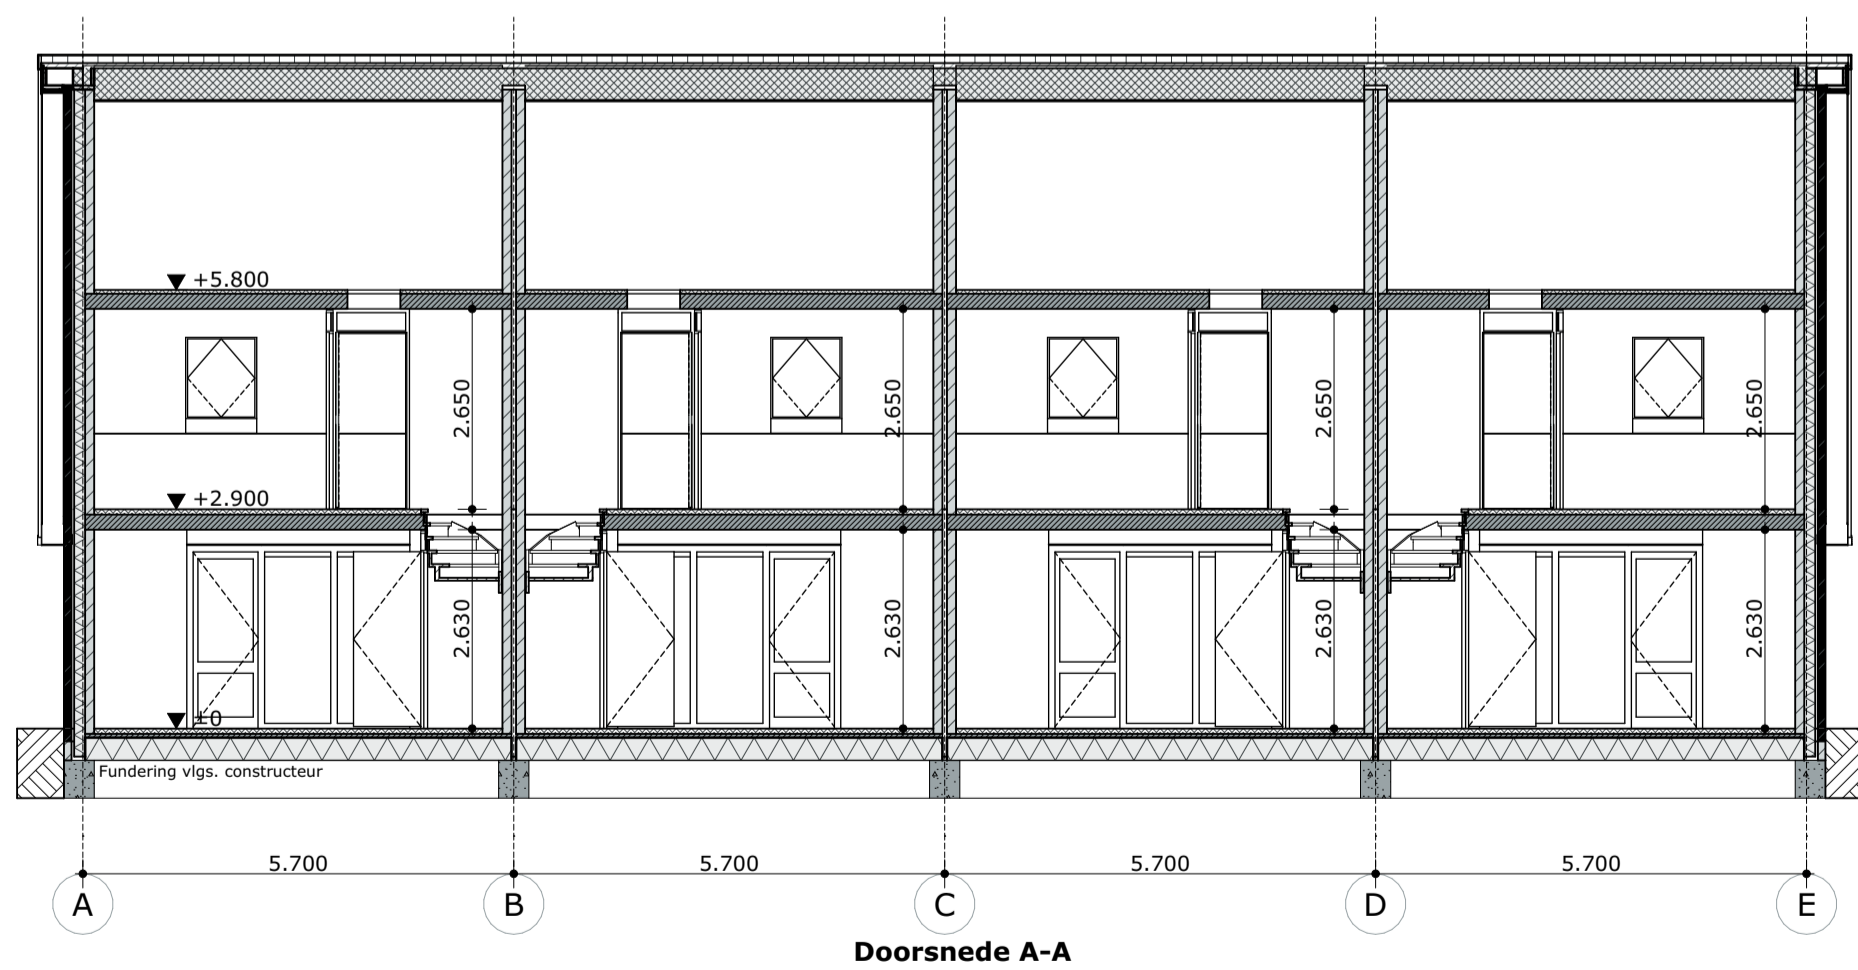 +5.800
2.650 2.650 2.650 2.650
+2.900
2.630 2.630 2.630 2.630
±0
Fundering vlgs. constructeur
5.700 5.700 5.700 5.700
A B C D E
Doorsnede A-A